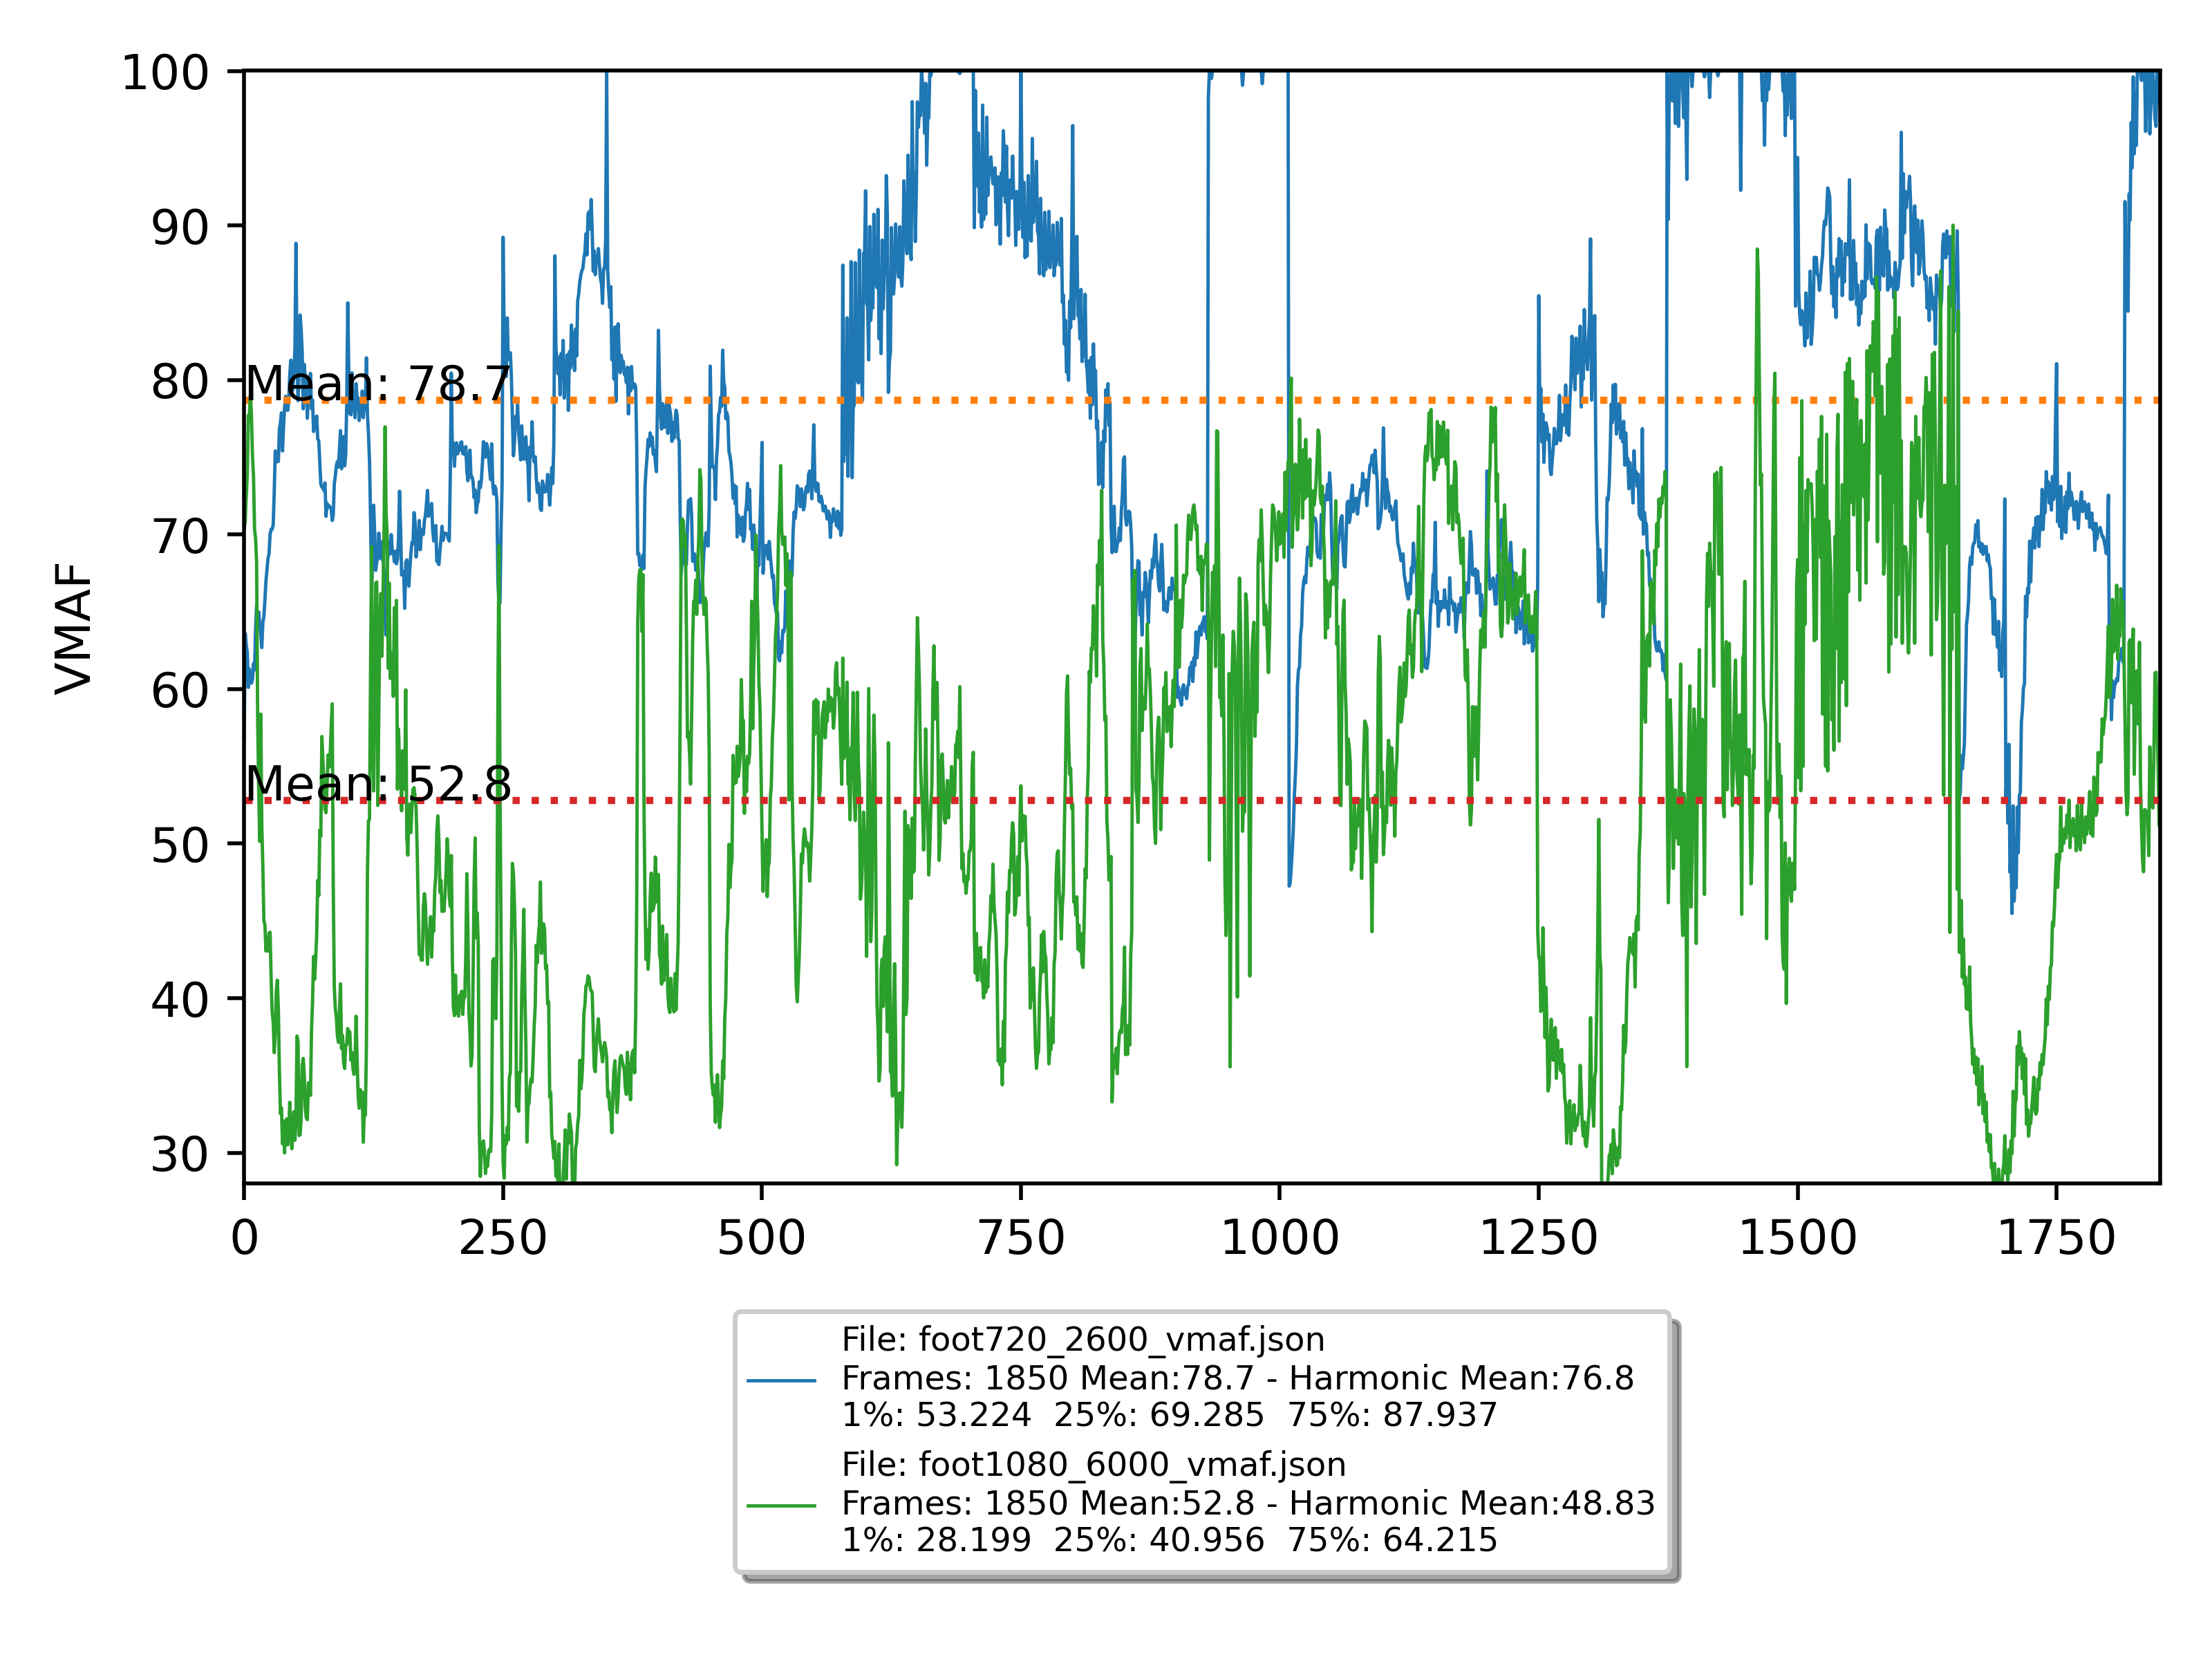 100
90
80
70
60
50
40
30
VMAF
Mean: 78.7
Mean: 52.8
0 250 500 750 1000 1250 1500 1750
File: foot720_2600_vmaf.json
Frames: 1850 Mean:78.7 - Harmonic Mean:76.8
1%: 53.224 25%: 69.285 75%: 87.937
File: foot1080_6000_vmaf.json
Frames: 1850 Mean:52.8 - Harmonic Mean:48.83
1%: 28.199 25%: 40.956 75%: 64.215